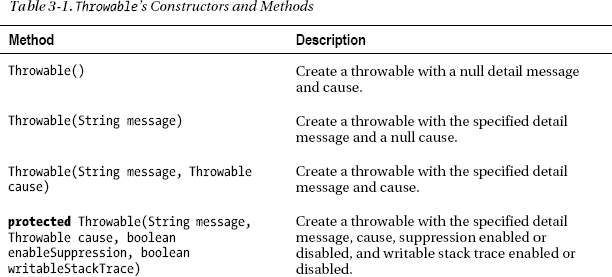 Table 3-1. Throwable's Constructors and Methods
Method Description
Throwable() Create a throwable with a null detail message
and cause.
Throwable(String message) Create a throwable with the specified detail
message and a null cause.
Throwable(String message, Throwable Create a throwable with the specified detail
cause) message and cause.
protected Throwable(String message, Create a throwable with the specified detail
Throwable cause, boolean message, cause, suppression enabled or
enableSuppression, boolean disabled, and writable stack trace enabled or
writableStackTrace) disabled.